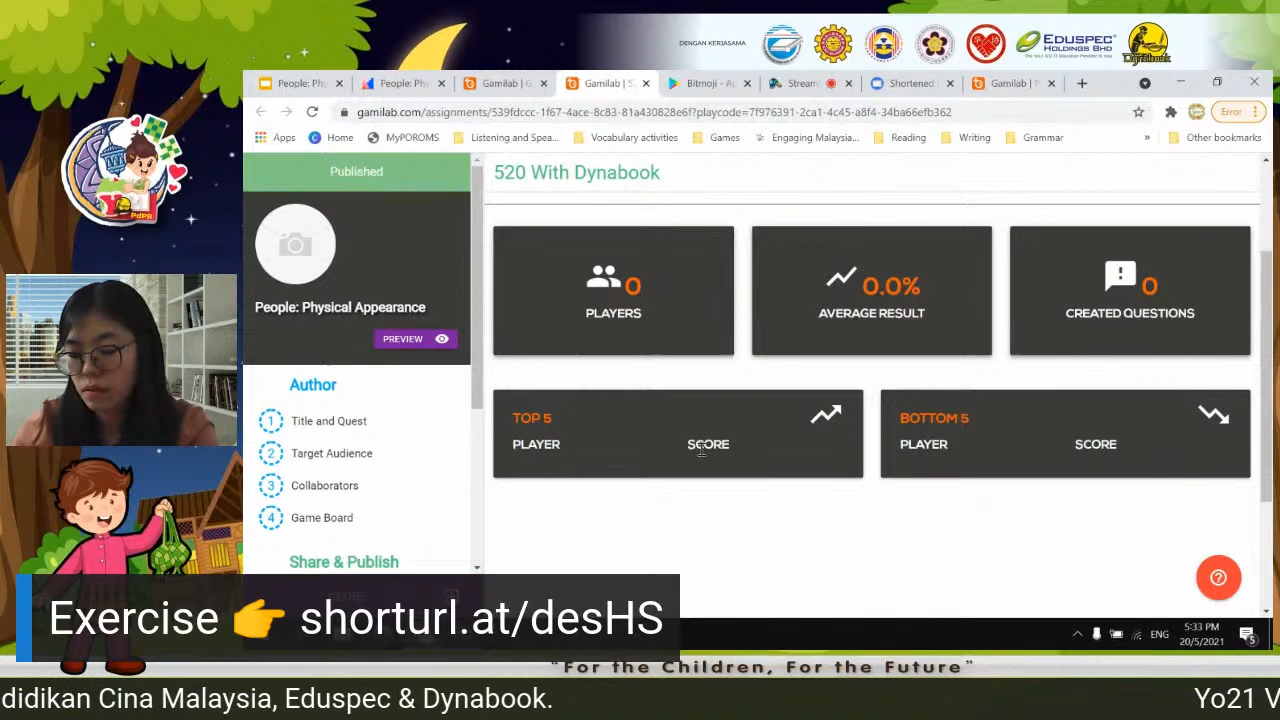 DENGAN KERJASAMA
EDUSPEC
HOLDINGS BHD
Dynabook
People: Phy
People: Phy
Gamilab | G
Gamilab | S
Bitmoji - A
Stream
Shortened
Gamilab | P
gamilab.com/assignments/539fdccc-1f67-4ace-8c83-81a430828e6f?playcode=7f976391-2ca1-4c45-a8f4-34ba66efb362
Error
Apps
Home
MyPOROMS
Listening and Spea...
Vocabulary activities
Games
Engaging Malaysia...
Reading
Writing
Grammar
»
Other bookmarks
Published
520 With Dynabook
PdPR
People: Physical Appearance
PREVIEW
0
PLAYERS
0.0%
AVERAGE RESULT
0
CREATED QUESTIONS
Author
1 Title and Quest
2 Target Audience
3 Collaborators
4 Game Board
Share & Publish
TOP 5
PLAYER SCORE
BOTTOM 5
PLAYER SCORE
CLOSE
Exercise 👉 shorturl.at/desHS
ENG
5:33 PM
20/5/2021
5
"For the Children, For the Future"
didikan Cina Malaysia, Eduspec & Dynabook.
Yo21 V